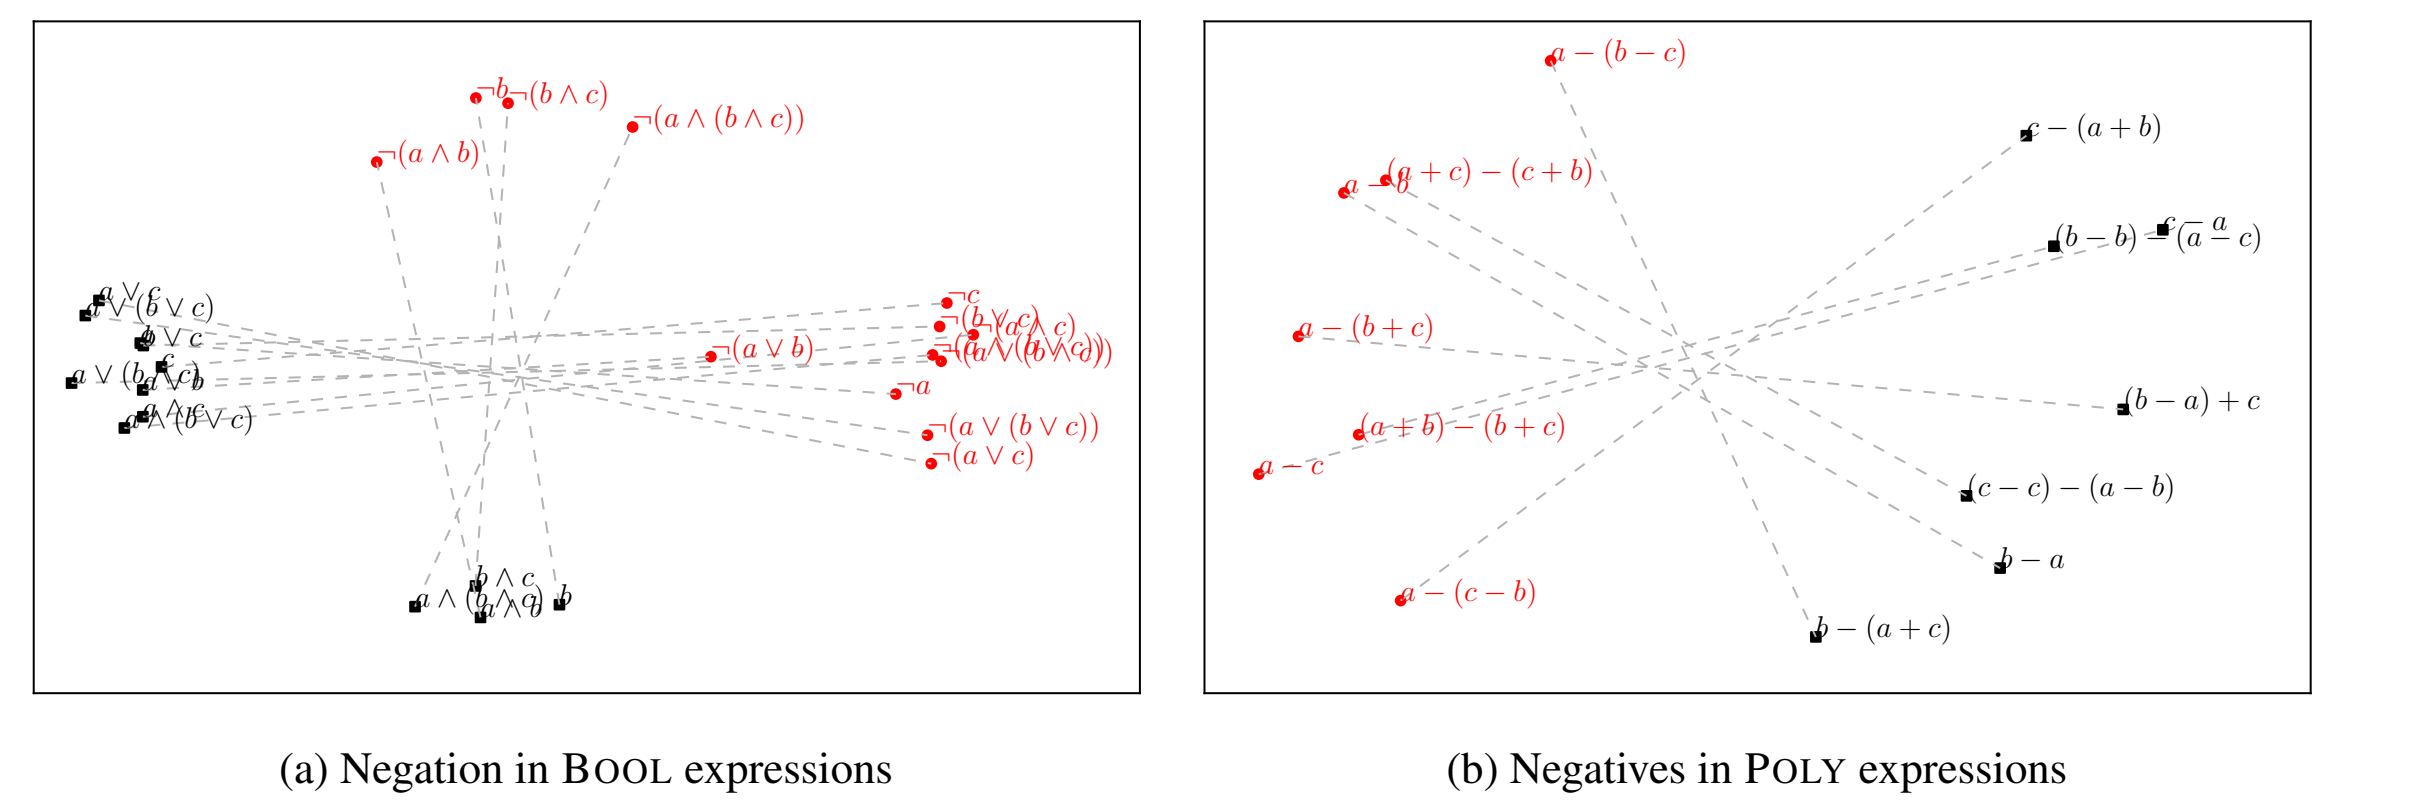 ¬b
¬(b ∧ c)
¬(a ∧ (b ∧ c))
¬(a ∧ b)
a ∨ c
a ∨ (b ∨ c)
b ∨ c
c
a ∨ (b ∧ c)
a ∨ b
a ∧ c
a ∧ (b ∨ c)
¬c
¬(b ∨ c)
¬(a ∧ c)
¬(a ∨ b)
¬(a ∧ (b ∨ c))
¬(a ∨ (b ∧ c))
¬a
¬(a ∨ (b ∨ c))
¬(a ∨ c)
b ∧ c
a ∧ (b ∧ c)
a ∧ b
b
(a) Negation in BOOL expressions
a − (b − c)
c − (a + b)
(a + c) − (c + b)
a − b
c − a
(b − b) − (a − c)
a − (b + c)
(b − a) + c
(a + b) − (b + c)
a − c
(c − c) − (a − b)
b − a
a − (c − b)
b − (a + c)
(b) Negatives in POLY expressions